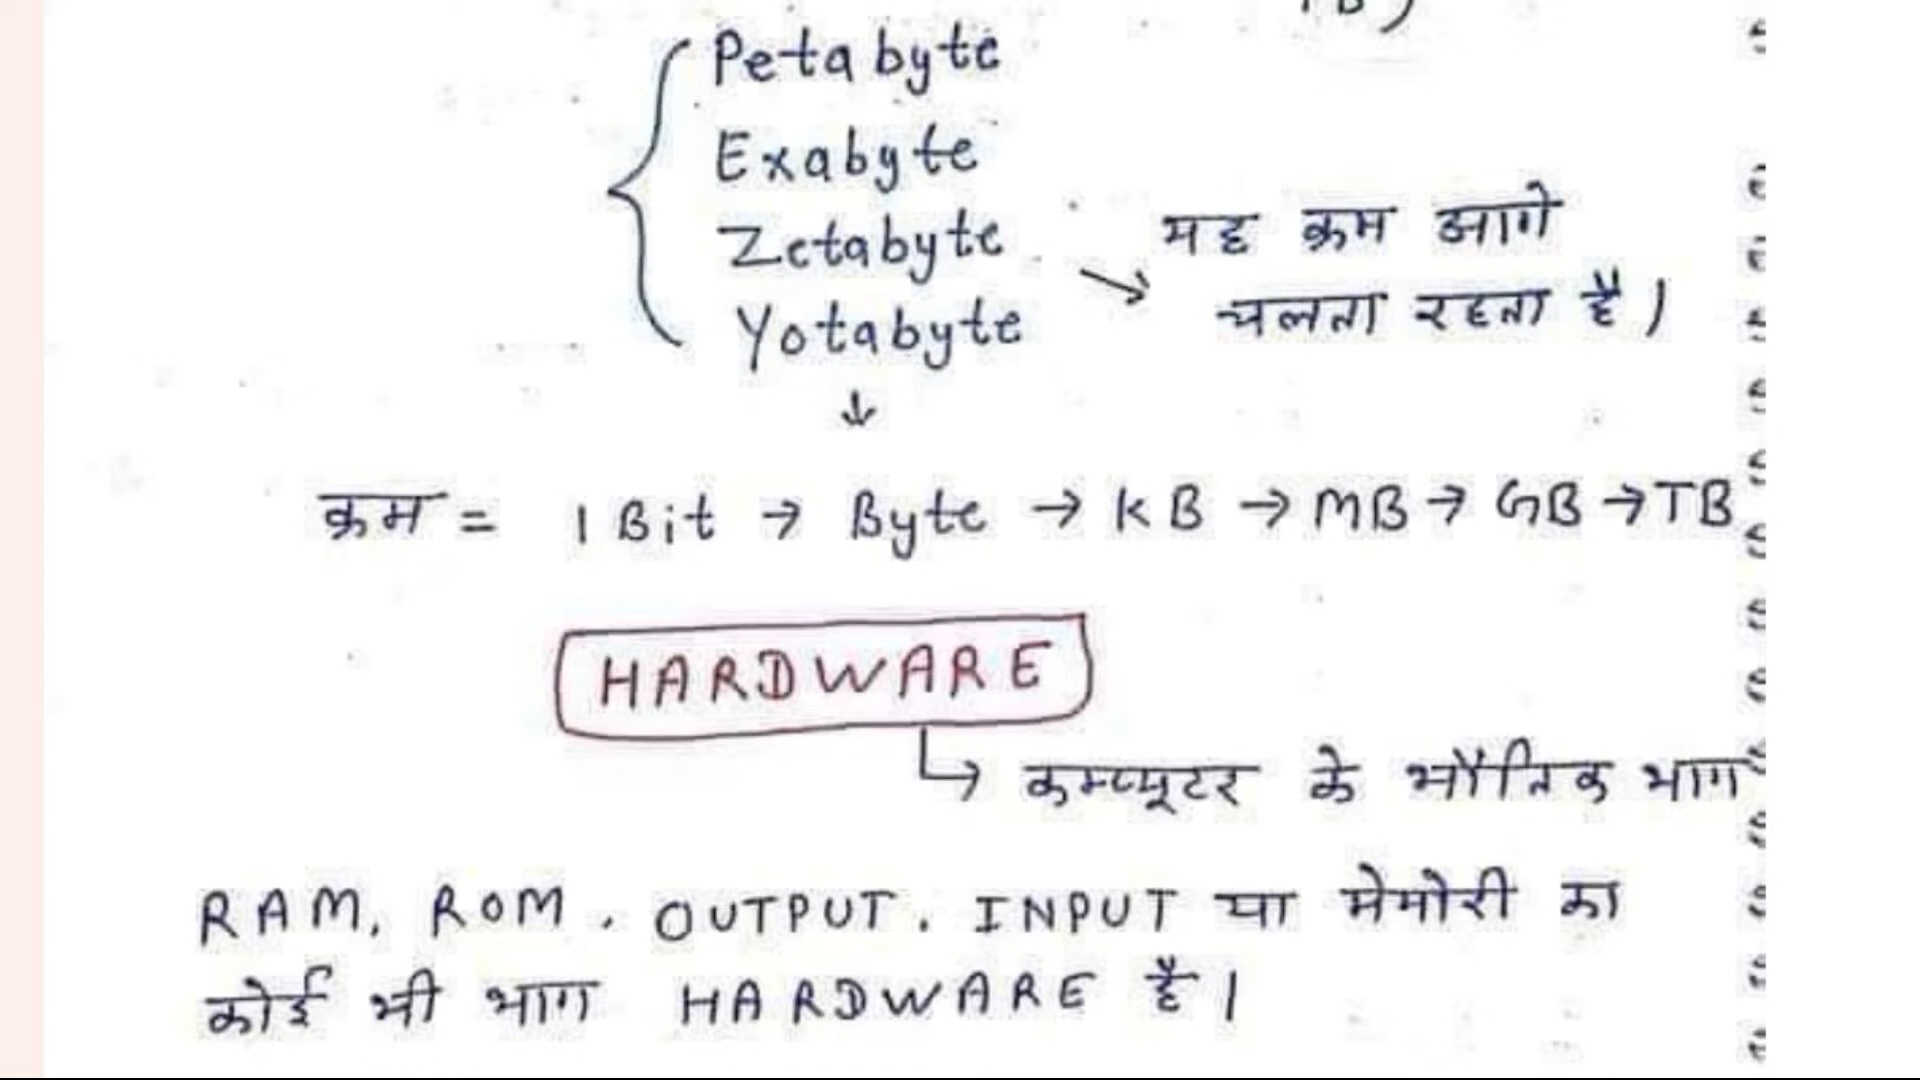 Petabyte
Exabyte
Zetabyte
Yotabyte
→ यह क्रम आगे
चलता रहता है।
↓
क्रम = 1 Bit → Byte → KB → MB → GB → TB
HARDWARE
↳ कम्प्यूटर के भौतिक भाग
RAM, ROM, OUTPUT, INPUT या मेमोरी का
कोई भी भाग HARDWARE है।